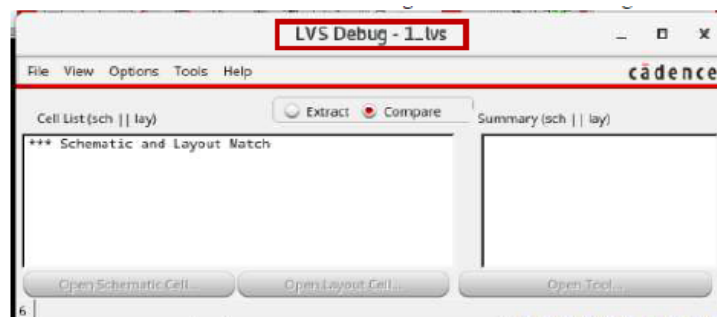 LVS Debug - 1_lvs
File View Options Tools Help
cādence
Cell List (sch || lay)
Extract Compare
Summary (sch || lay)
*** Schematic and Layout Match
Open Schematic Cell...
Open Layout Cell...
Open Tool...
6